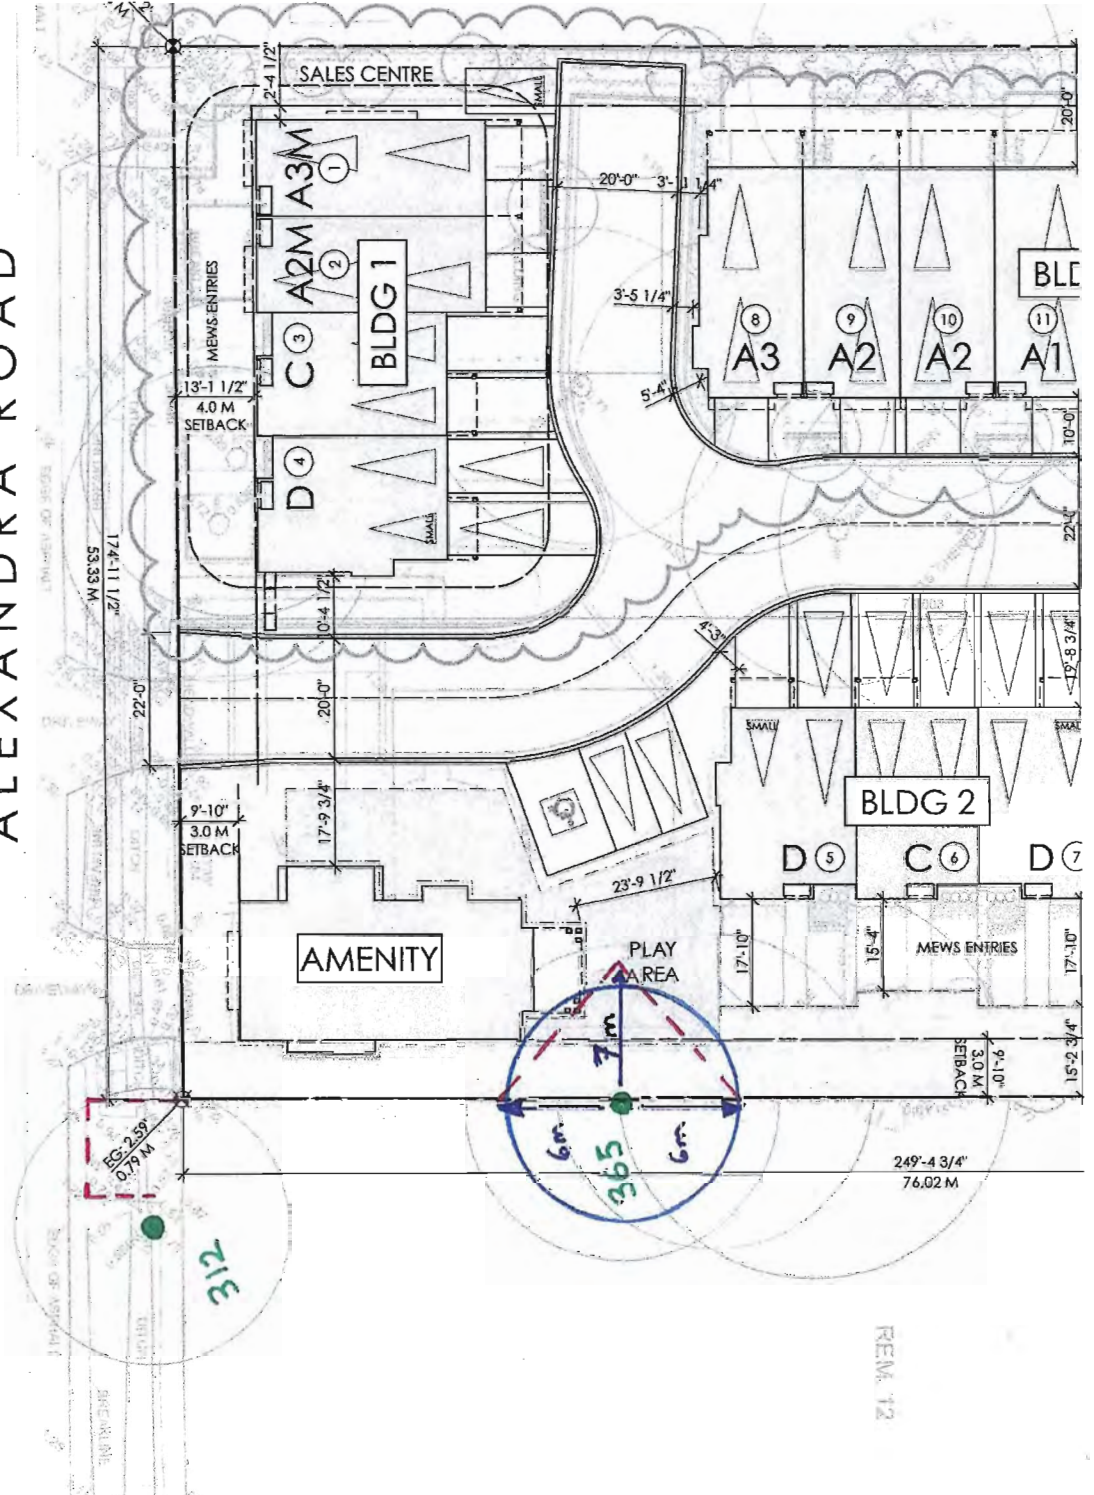 ALEXANDRA ROAD
2'-4 1/2"
SALES CENTRE
SMALL
20'-0"
A3M
1
A2M
2
BLDG 1
C
3
D
4
SMALL
MEWS ENTRIES
13'-1 1/2"
4.0 M
SETBACK
20'-0"
3'-11 1/4"
3'-5 1/4"
5'-4"
8
A3
9
A2
10
A2
11
A1
10'-0"
22'-0"
174'-11 1/2"
53.33 M
10'-4 1/2"
22'-0"
20'-0"
4'-3"
19'-8 3/4"
SMALL
BLDG 2
D 5
C 6
D 7
9'-10"
3.0 M
SETBACK
17'-9 3/4"
23'-9 1/2"
AMENITY
PLAY
AREA
17'-10"
15'-4"
MEWS ENTRIES
17'-10"
7m
6m
365
6m
SETBACK
3.0 M
9'-10"
15'-2 3/4"
EG: 2.59'
0.79 M
249'-4 3/4"
76.02 M
312
REM. 12
BREAKLINE